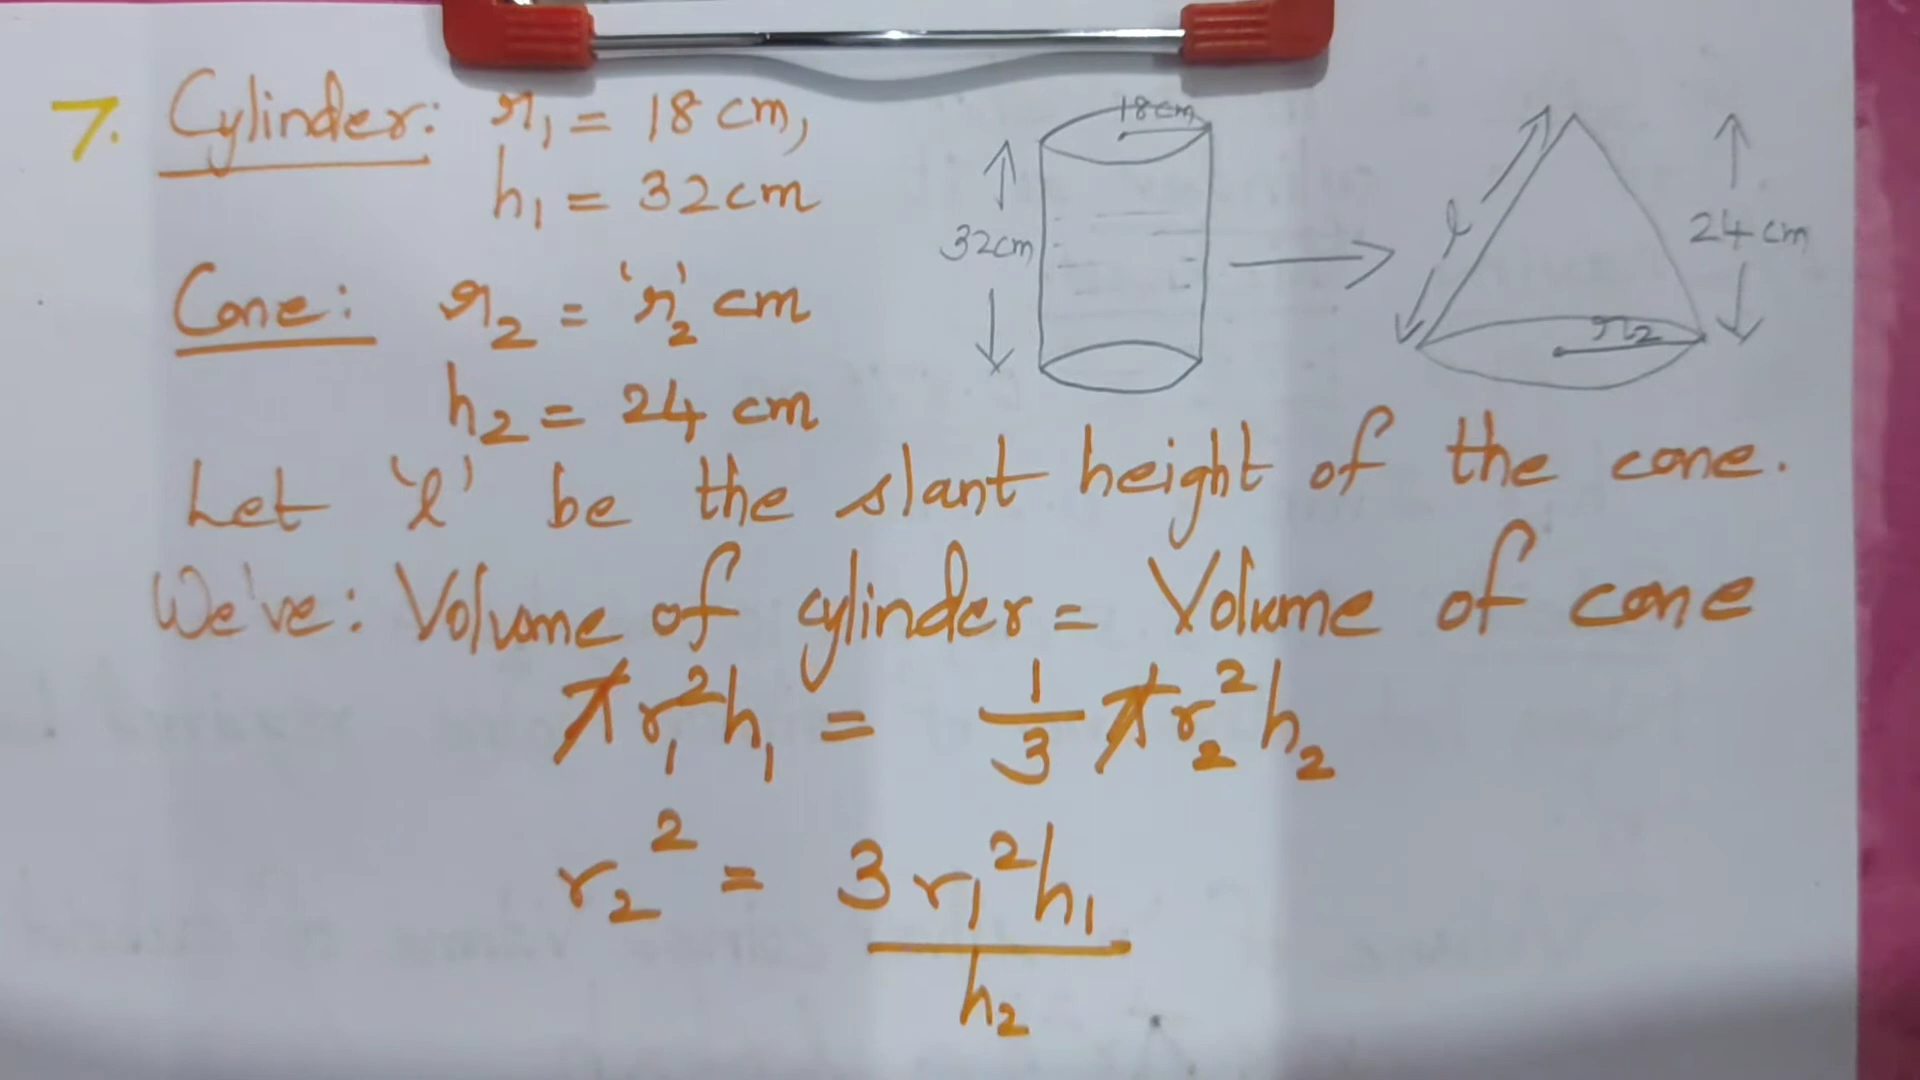 7. Cylinder: r₁ = 18 cm,
h₁ = 32 cm
Cone: r₂ = 'r₂' cm
h₂ = 24 cm
18cm
32cm
l
24 cm
r₂
Let 'l' be the slant height of the cone.
We've: Volume of cylinder = Volume of cone
πr₁²h₁ = 1/3 πr₂²h₂
r₂² = 3r₁²h₁ / h₂